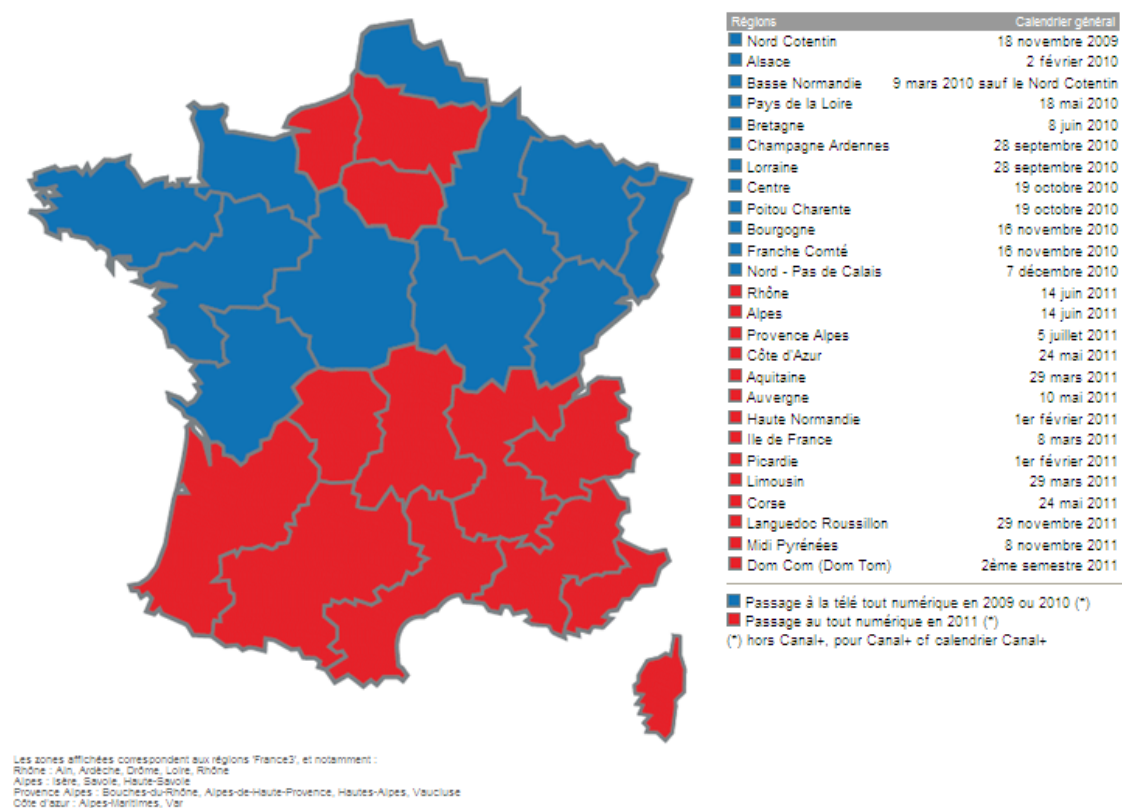 Régions Calendrier général
Nord Cotentin 18 novembre 2009
Alsace 2 février 2010
Basse Normandie 9 mars 2010 sauf le Nord Cotentin
Pays de la Loire 18 mai 2010
Bretagne 8 juin 2010
Champagne Ardennes 28 septembre 2010
Lorraine 28 septembre 2010
Centre 19 octobre 2010
Poitou Charente 19 octobre 2010
Bourgogne 16 novembre 2010
Franche Comté 16 novembre 2010
Nord - Pas de Calais 7 décembre 2010
Rhône 14 juin 2011
Alpes 14 juin 2011
Provence Alpes 5 juillet 2011
Côte d'Azur 24 mai 2011
Aquitaine 29 mars 2011
Auvergne 10 mai 2011
Haute Normandie 1er février 2011
Ile de France 8 mars 2011
Picardie 1er février 2011
Limousin 29 mars 2011
Corse 24 mai 2011
Languedoc Roussillon 29 novembre 2011
Midi Pyrénées 8 novembre 2011
Dom Com (Dom Tom) 2ème semestre 2011
Passage à la télé tout numérique en 2009 ou 2010 (*)
Passage au tout numérique en 2011 (*)
(*) hors Canal+, pour Canal+ cf calendrier Canal+
Les zones affichées correspondent aux régions 'France3', et notamment :
Rhône : Ain, Ardèche, Drôme, Loire, Rhône
Alpes : Isère, Savoie, Haute-Savoie
Provence Alpes : Bouches-du-Rhône, Alpes-de-Haute-Provence, Hautes-Alpes, Vaucluse
Côte d'azur : Alpes-Maritimes, Var